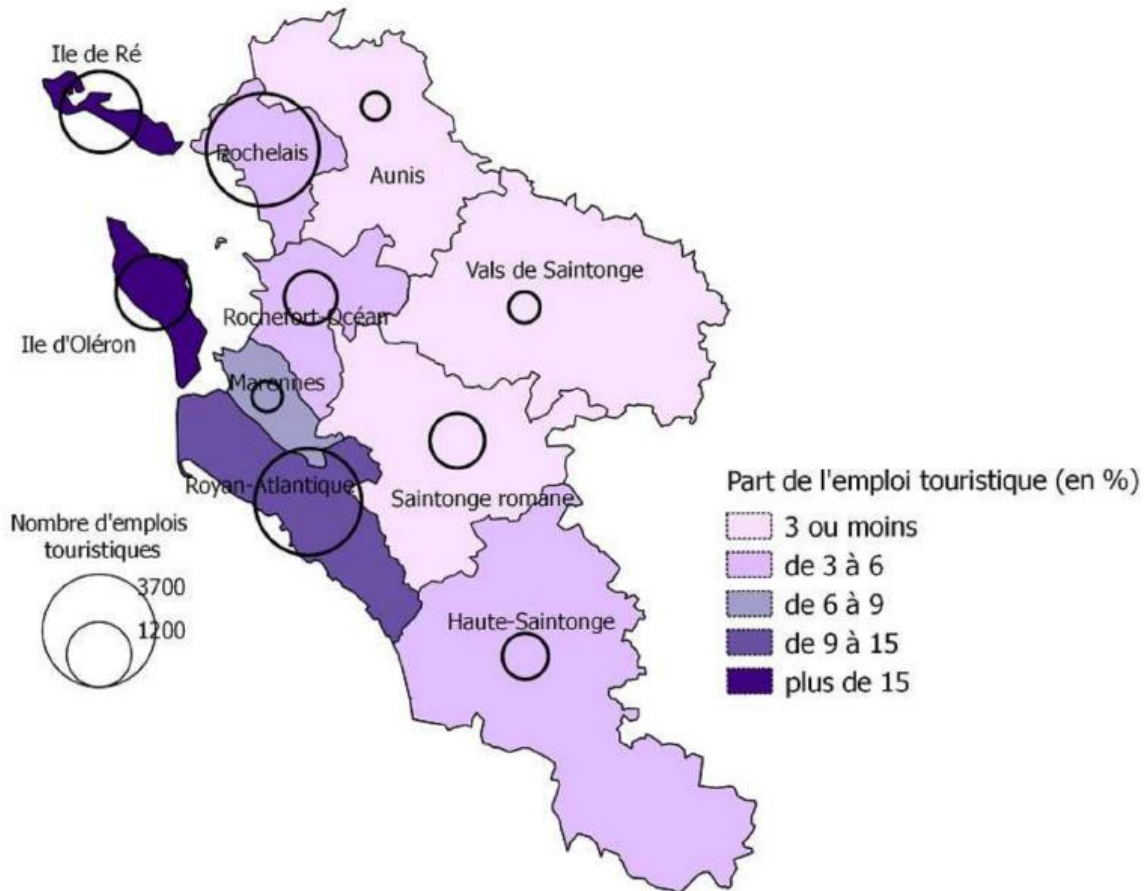 Ile de Ré
Rochelais
Aunis
Vals de Saintonge
Rochefort-Océan
Ile d'Oléron
Marennes
Royan-Atlantique
Saintonge romane
Haute-Saintonge
Nombre d'emplois
touristiques
3700
1200
Part de l'emploi touristique (en %)
3 ou moins
de 3 à 6
de 6 à 9
de 9 à 15
plus de 15